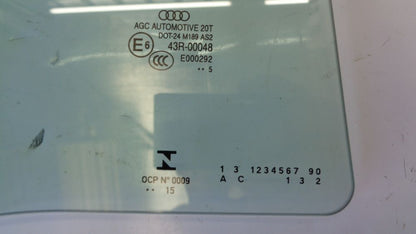 AGC AUTOMOTIVE 20T
DOT-24 M189 AS2
E6 43R-00048
CCC E000292
·· 5
N
OCP N° 0009
·· 15
1 3 1234567 90
A C 1 3 2